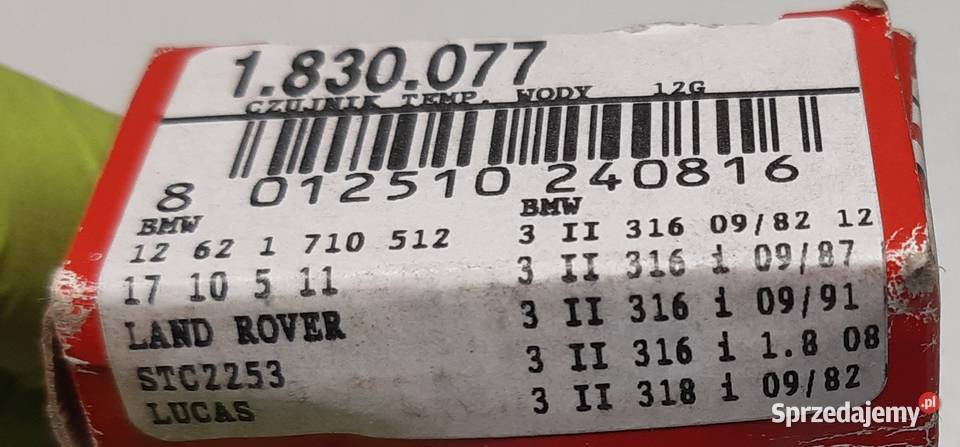 1.830.077
CZUJNIK TEMP. WODY 12G
8 012510 240816
BMW
12 62 1 710 512
17 10 5 11
LAND ROVER
STC2253
LUCAS
BMW
3 II 316 09/82 12
3 II 316 i 09/87
3 II 316 i 09/91
3 II 316 i 1.8 08
3 II 318 i 09/82
Sprzedajemy.pl